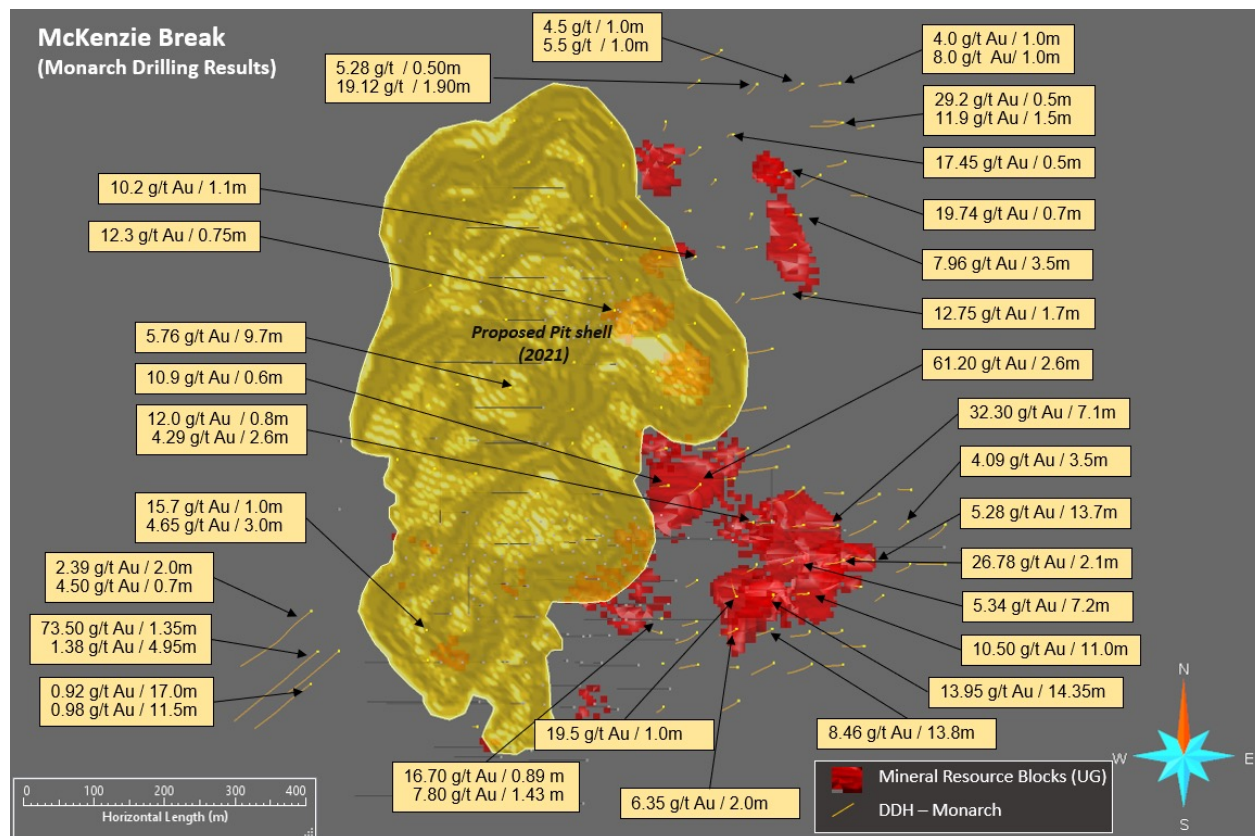 McKenzie Break
(Monarch Drilling Results)
4.5 g/t / 1.0m
5.5 g/t / 1.0m
4.0 g/t Au / 1.0m
8.0 g/t Au/ 1.0m
5.28 g/t / 0.50m
19.12 g/t / 1.90m
29.2 g/t Au / 0.5m
11.9 g/t Au / 1.5m
17.45 g/t Au / 0.5m
10.2 g/t Au / 1.1m
19.74 g/t Au / 0.7m
12.3 g/t Au / 0.75m
7.96 g/t Au / 3.5m
12.75 g/t Au / 1.7m
Proposed Pit shell
(2021)
5.76 g/t Au / 9.7m
61.20 g/t Au / 2.6m
10.9 g/t Au / 0.6m
12.0 g/t Au / 0.8m
4.29 g/t Au / 2.6m
32.30 g/t Au / 7.1m
4.09 g/t Au / 3.5m
15.7 g/t Au / 1.0m
4.65 g/t Au / 3.0m
5.28 g/t Au / 13.7m
26.78 g/t Au / 2.1m
2.39 g/t Au / 2.0m
4.50 g/t Au / 0.7m
5.34 g/t Au / 7.2m
73.50 g/t Au / 1.35m
1.38 g/t Au / 4.95m
10.50 g/t Au / 11.0m
0.92 g/t Au / 17.0m
0.98 g/t Au / 11.5m
13.95 g/t Au / 14.35m
19.5 g/t Au / 1.0m
8.46 g/t Au / 13.8m
16.70 g/t Au / 0.89 m
7.80 g/t Au / 1.43 m
6.35 g/t Au / 2.0m
N
W
E
S
0 100 200 300 400
Horizontal Length (m)
Mineral Resource Blocks (UG)
DDH – Monarch